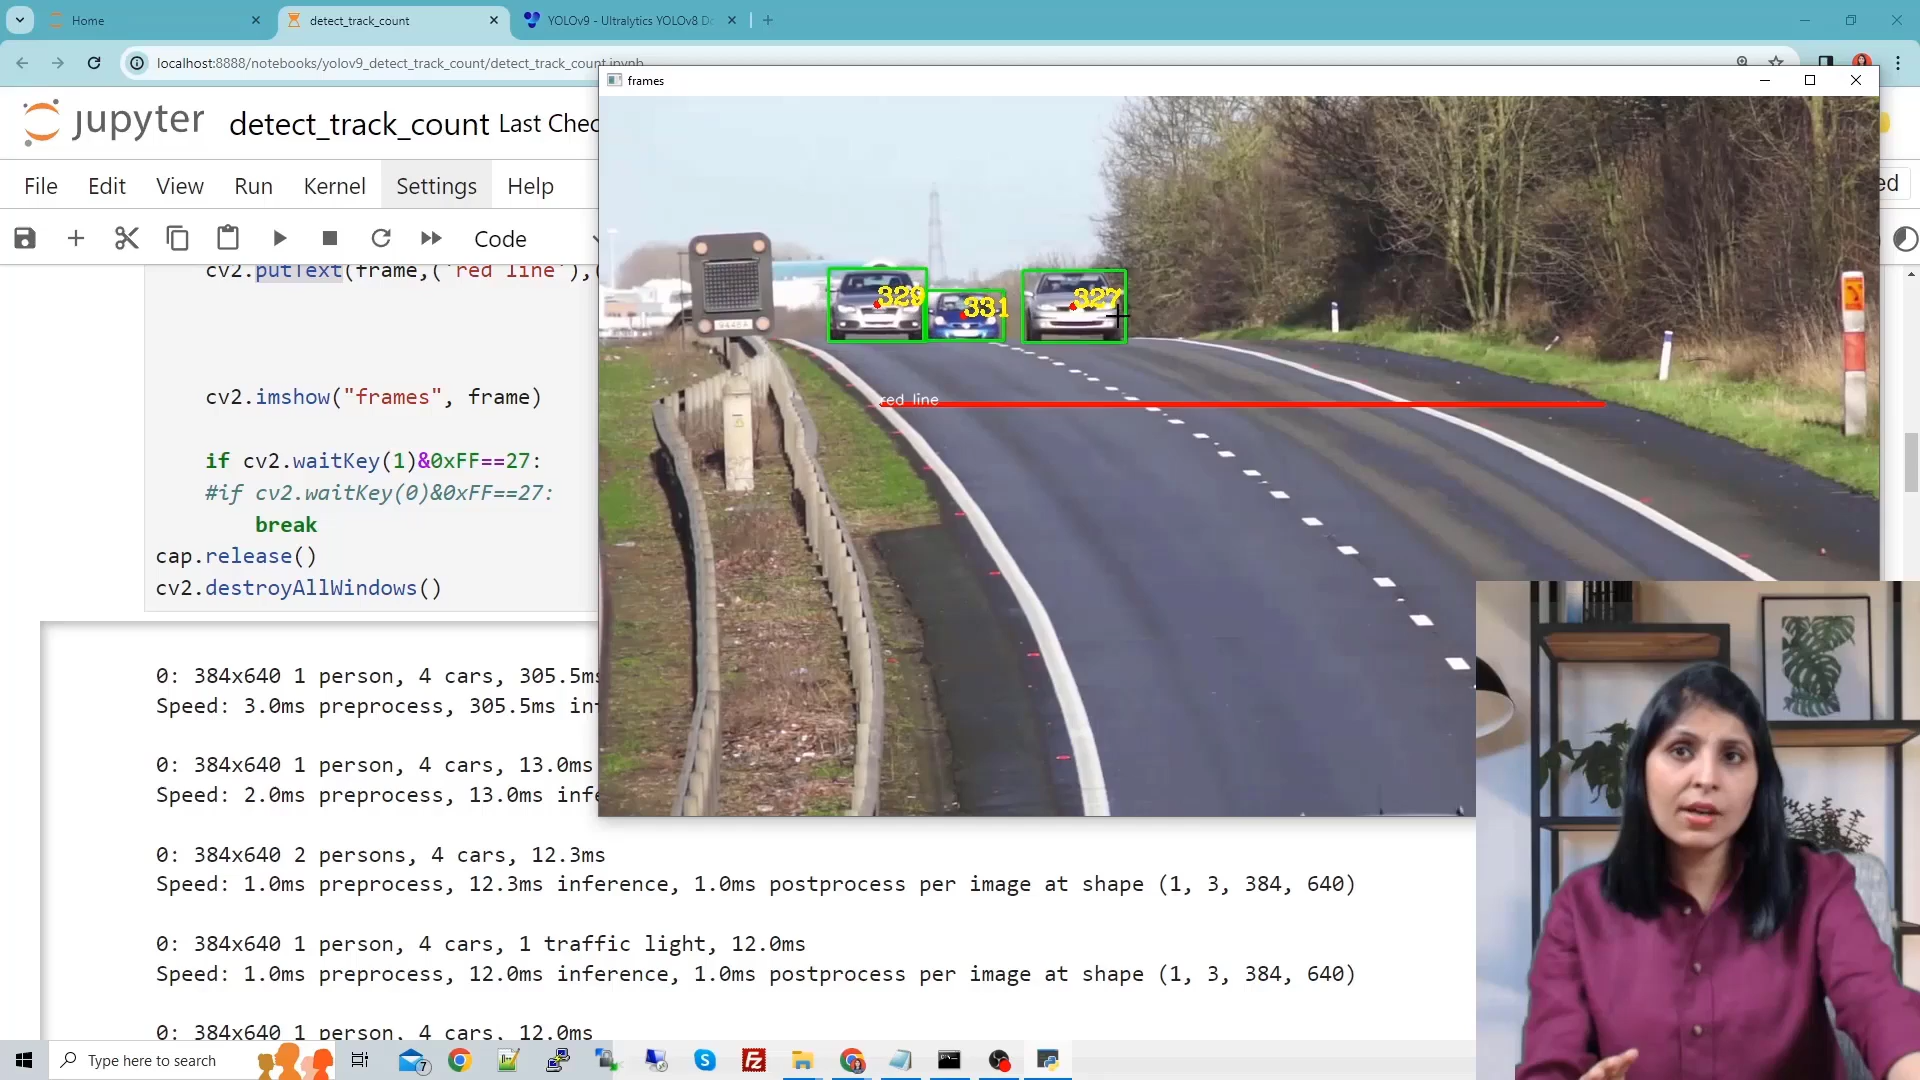 Home
detect_track_count
YOLOv9 - Ultralytics YOLOv8 Do
localhost:8888/notebooks/yolov9_detect_track_count/detect_track_count.ipynb
frames
jupyter
detect_track_count Last Chec
File Edit View Run Kernel Settings Help
ed
Code
cv2.putText(frame,('red line'),(
cv2.imshow("frames", frame)
if cv2.waitKey(1)&0xFF==27:
#if cv2.waitKey(0)&0xFF==27:
break
cap.release()
cv2.destroyAllWindows()
329
331
327
red line
0: 384x640 1 person, 4 cars, 305.5ms
Speed: 3.0ms preprocess, 305.5ms in
0: 384x640 1 person, 4 cars, 13.0ms
Speed: 2.0ms preprocess, 13.0ms infe
0: 384x640 2 persons, 4 cars, 12.3ms
Speed: 1.0ms preprocess, 12.3ms inference, 1.0ms postprocess per image at shape (1, 3, 384, 640)
0: 384x640 1 person, 4 cars, 1 traffic light, 12.0ms
Speed: 1.0ms preprocess, 12.0ms inference, 1.0ms postprocess per image at shape (1, 3, 384, 640)
0: 384x640 1 person, 4 cars, 12.0ms
Type here to search
7